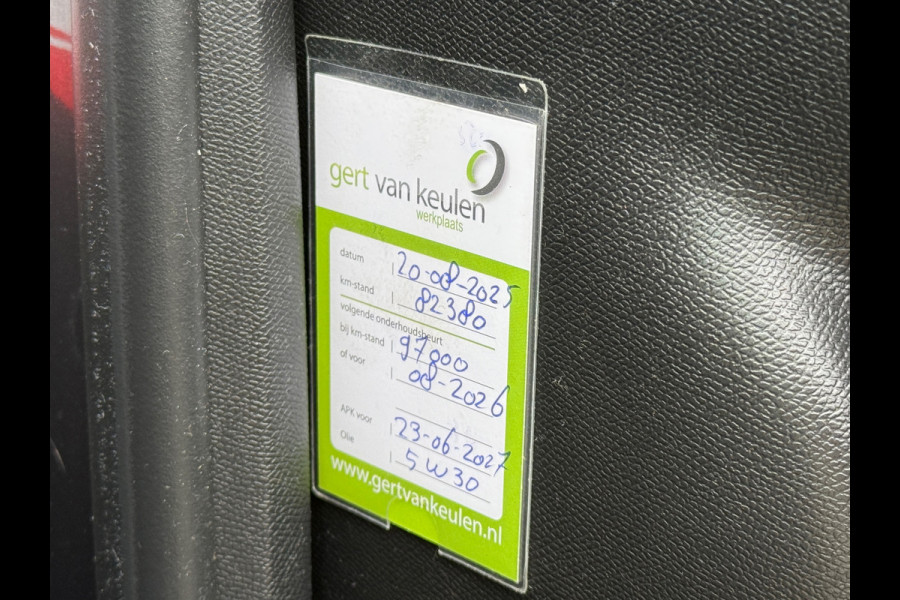 gert van keulen
werkplaats
datum 20-08-2025
km-stand 82380
volgende onderhoudsbeurt
bij km-stand 97000
of voor 08-2026
APK voor 23-06-2027
Olie 5W30
www.gertvankeulen.nl